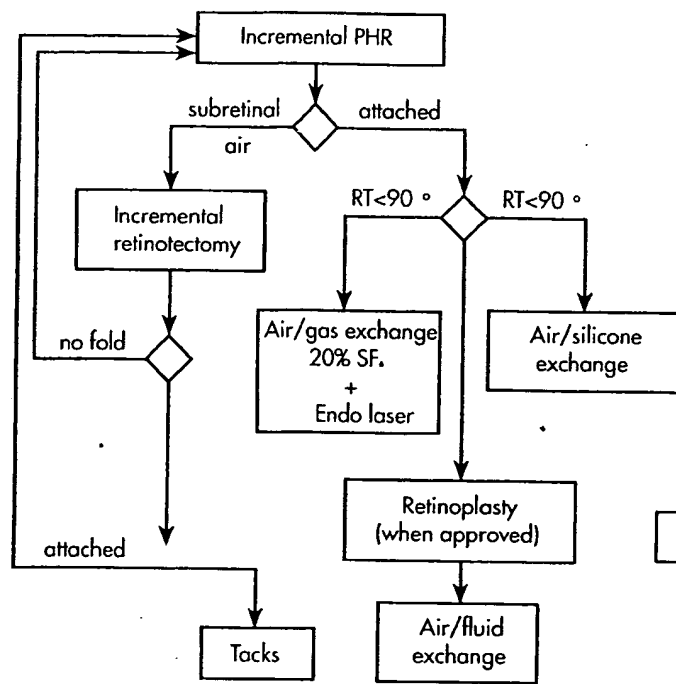 Incremental PHR
subretinal
air
attached
Incremental
retinotectomy
RT<90 °
RT<90 °
no fold
Air/gas exchange
20% SF.
+
Endo laser
Air/silicone
exchange
Retinoplasty
(when approved)
attached
Tacks
Air/fluid
exchange